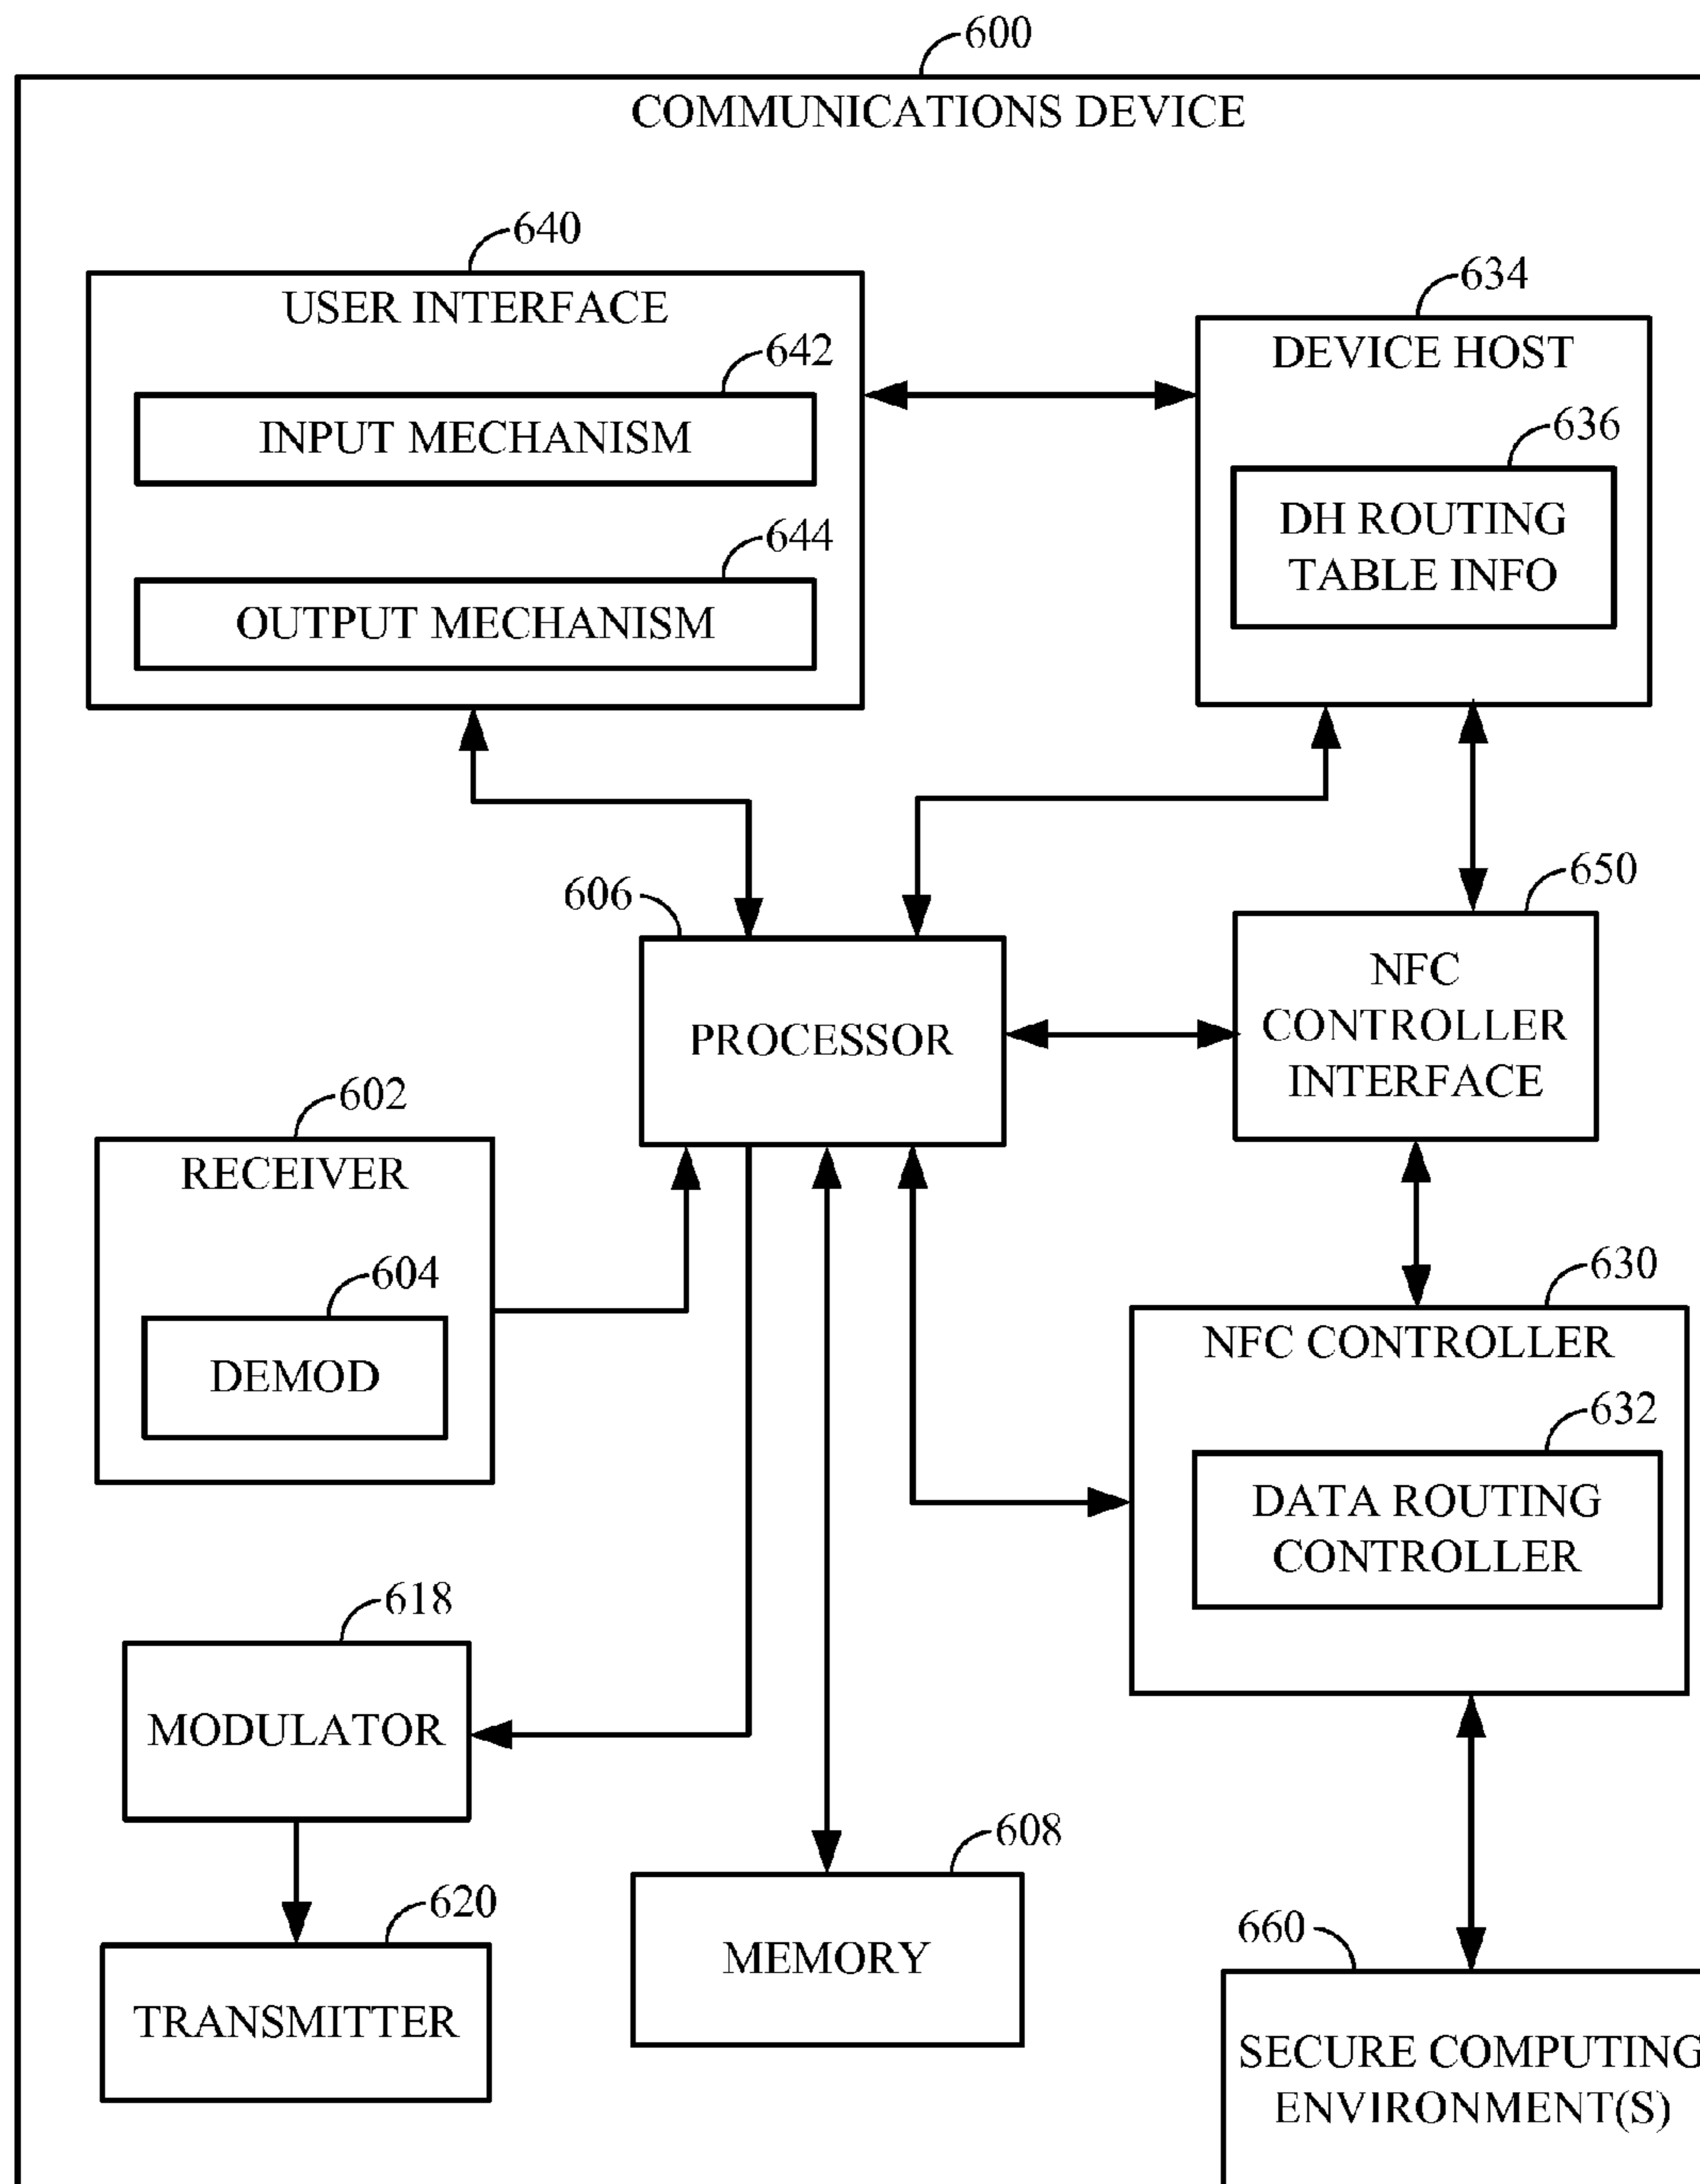 600
COMMUNICATIONS DEVICE
640
USER INTERFACE
642
INPUT MECHANISM
644
OUTPUT MECHANISM
634
DEVICE HOST
636
DH ROUTING
TABLE INFO
606
PROCESSOR
650
NFC
CONTROLLER
INTERFACE
602
RECEIVER
604
DEMOD
630
NFC CONTROLLER
632
DATA ROUTING
CONTROLLER
618
MODULATOR
620
TRANSMITTER
608
MEMORY
660
SECURE COMPUTING
ENVIRONMENT(S)